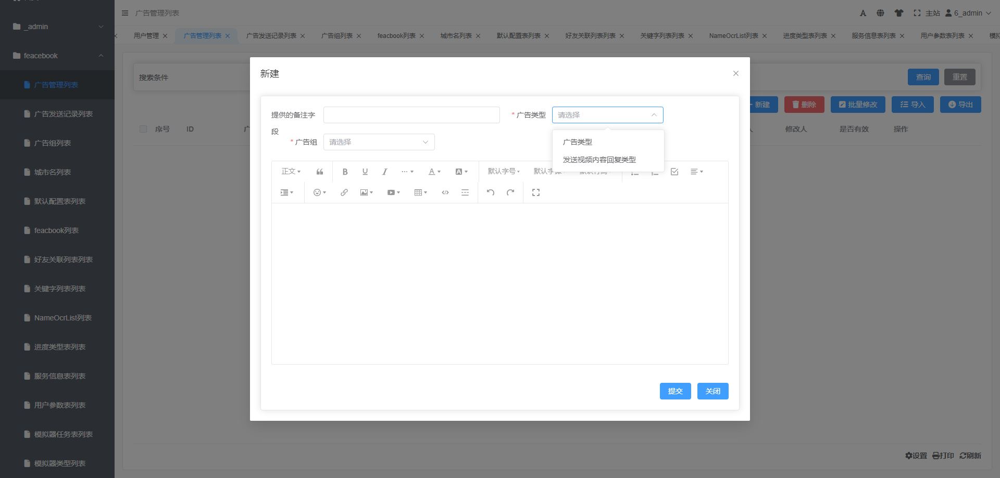 _admin
feacebook
广告管理列表
广告发送记录列表
广告组列表
城市名列表
默认配置表列表
feacbook列表
好友关联列表列表
关键字列表列表
NameOcrList列表
进度类型表列表
服务信息表列表
用户参数表列表
模拟器任务表列表
模拟器类型列表
广告管理列表
主站 6_admin
用户管理 广告管理列表 广告发送记录列表 广告组列表 feacbook列表 城市名列表 默认配置表列表 好友关联列表列表 关键字列表列表 NameOcrList列表 进度类型表列表 服务信息表列表 用户参数表列表
搜索条件
查询 重置
新建 删除 批量修改 导入 导出
序号 ID 修改人 是否有效 操作
新建
提供的备注字段
* 广告类型 请选择
广告类型
发送视频内容回复类型
* 广告组 请选择
正文 默认字号
提交 关闭
设置 打印 刷新